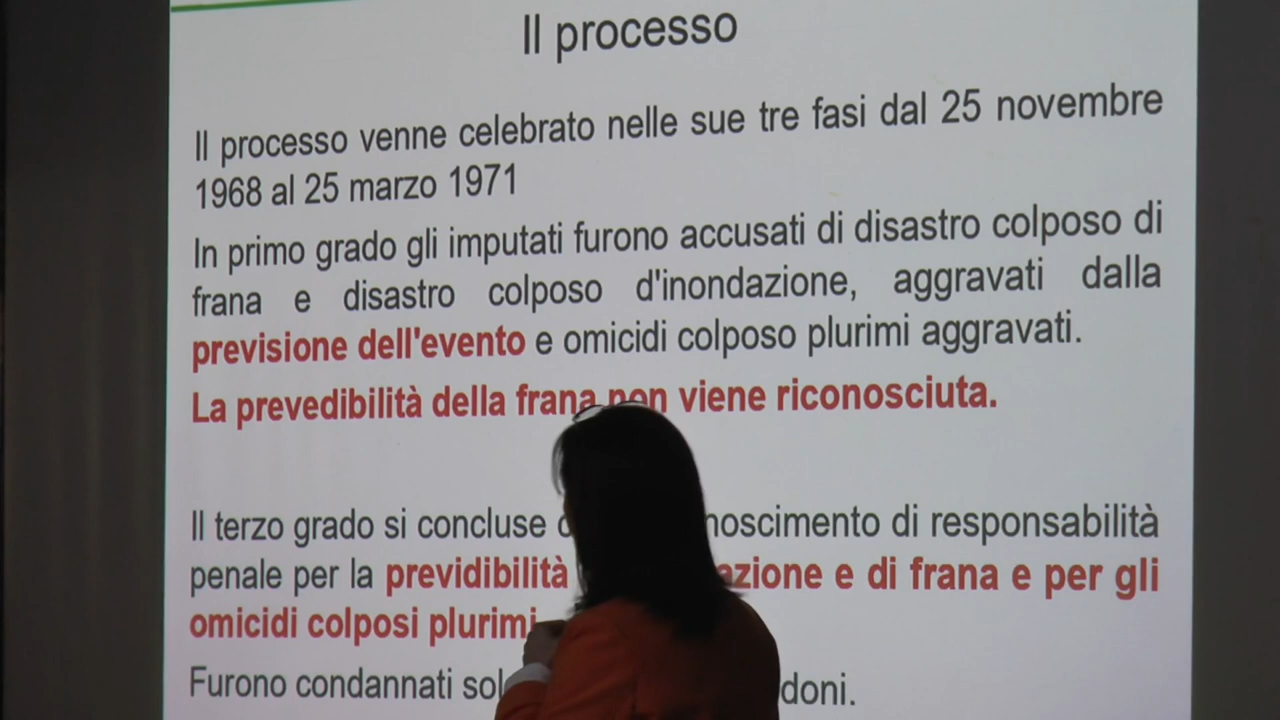 Il processo
Il processo venne celebrato nelle sue tre fasi dal 25 novembre
1968 al 25 marzo 1971
In primo grado gli imputati furono accusati di disastro colposo di
frana e disastro colposo d'inondazione, aggravati dalla
previsione dell'evento e omicidi colposo plurimi aggravati.
La prevedibilità della frana non viene riconosciuta.
Il terzo grado si concluse di responsabilità
penale per la previdibilità e di frana e per gli
omicidi colposi plurimi
Furono condannati